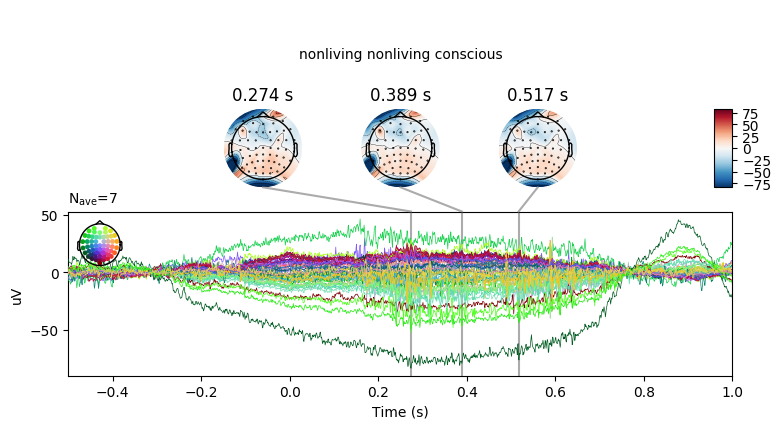 nonliving nonliving conscious
0.274 s 0.389 s 0.517 s
75
50
25
0
−25
−50
−75
Nave=7
50
0
−50
uV
−0.4 −0.2 0.0 0.2 0.4 0.6 0.8 1.0
Time (s)